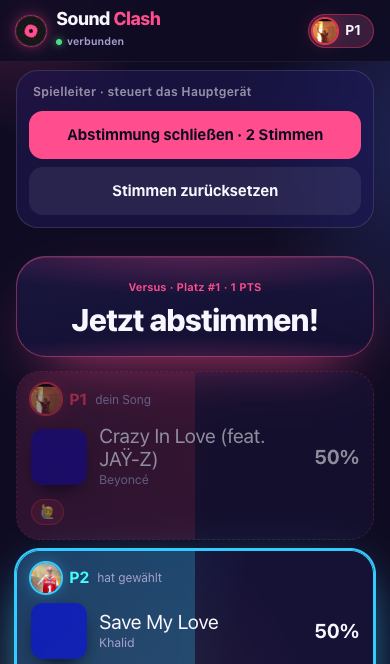 Sound Clash
verbunden
P1
Spielleiter · steuert das Hauptgerät
Abstimmung schließen · 2 Stimmen
Stimmen zurücksetzen
Versus · Platz #1 · 1 PTS
Jetzt abstimmen!
P1 dein Song
Crazy In Love (feat.
JAŸ-Z)
Beyoncé
50%
P2 hat gewählt
Save My Love
Khalid
50%